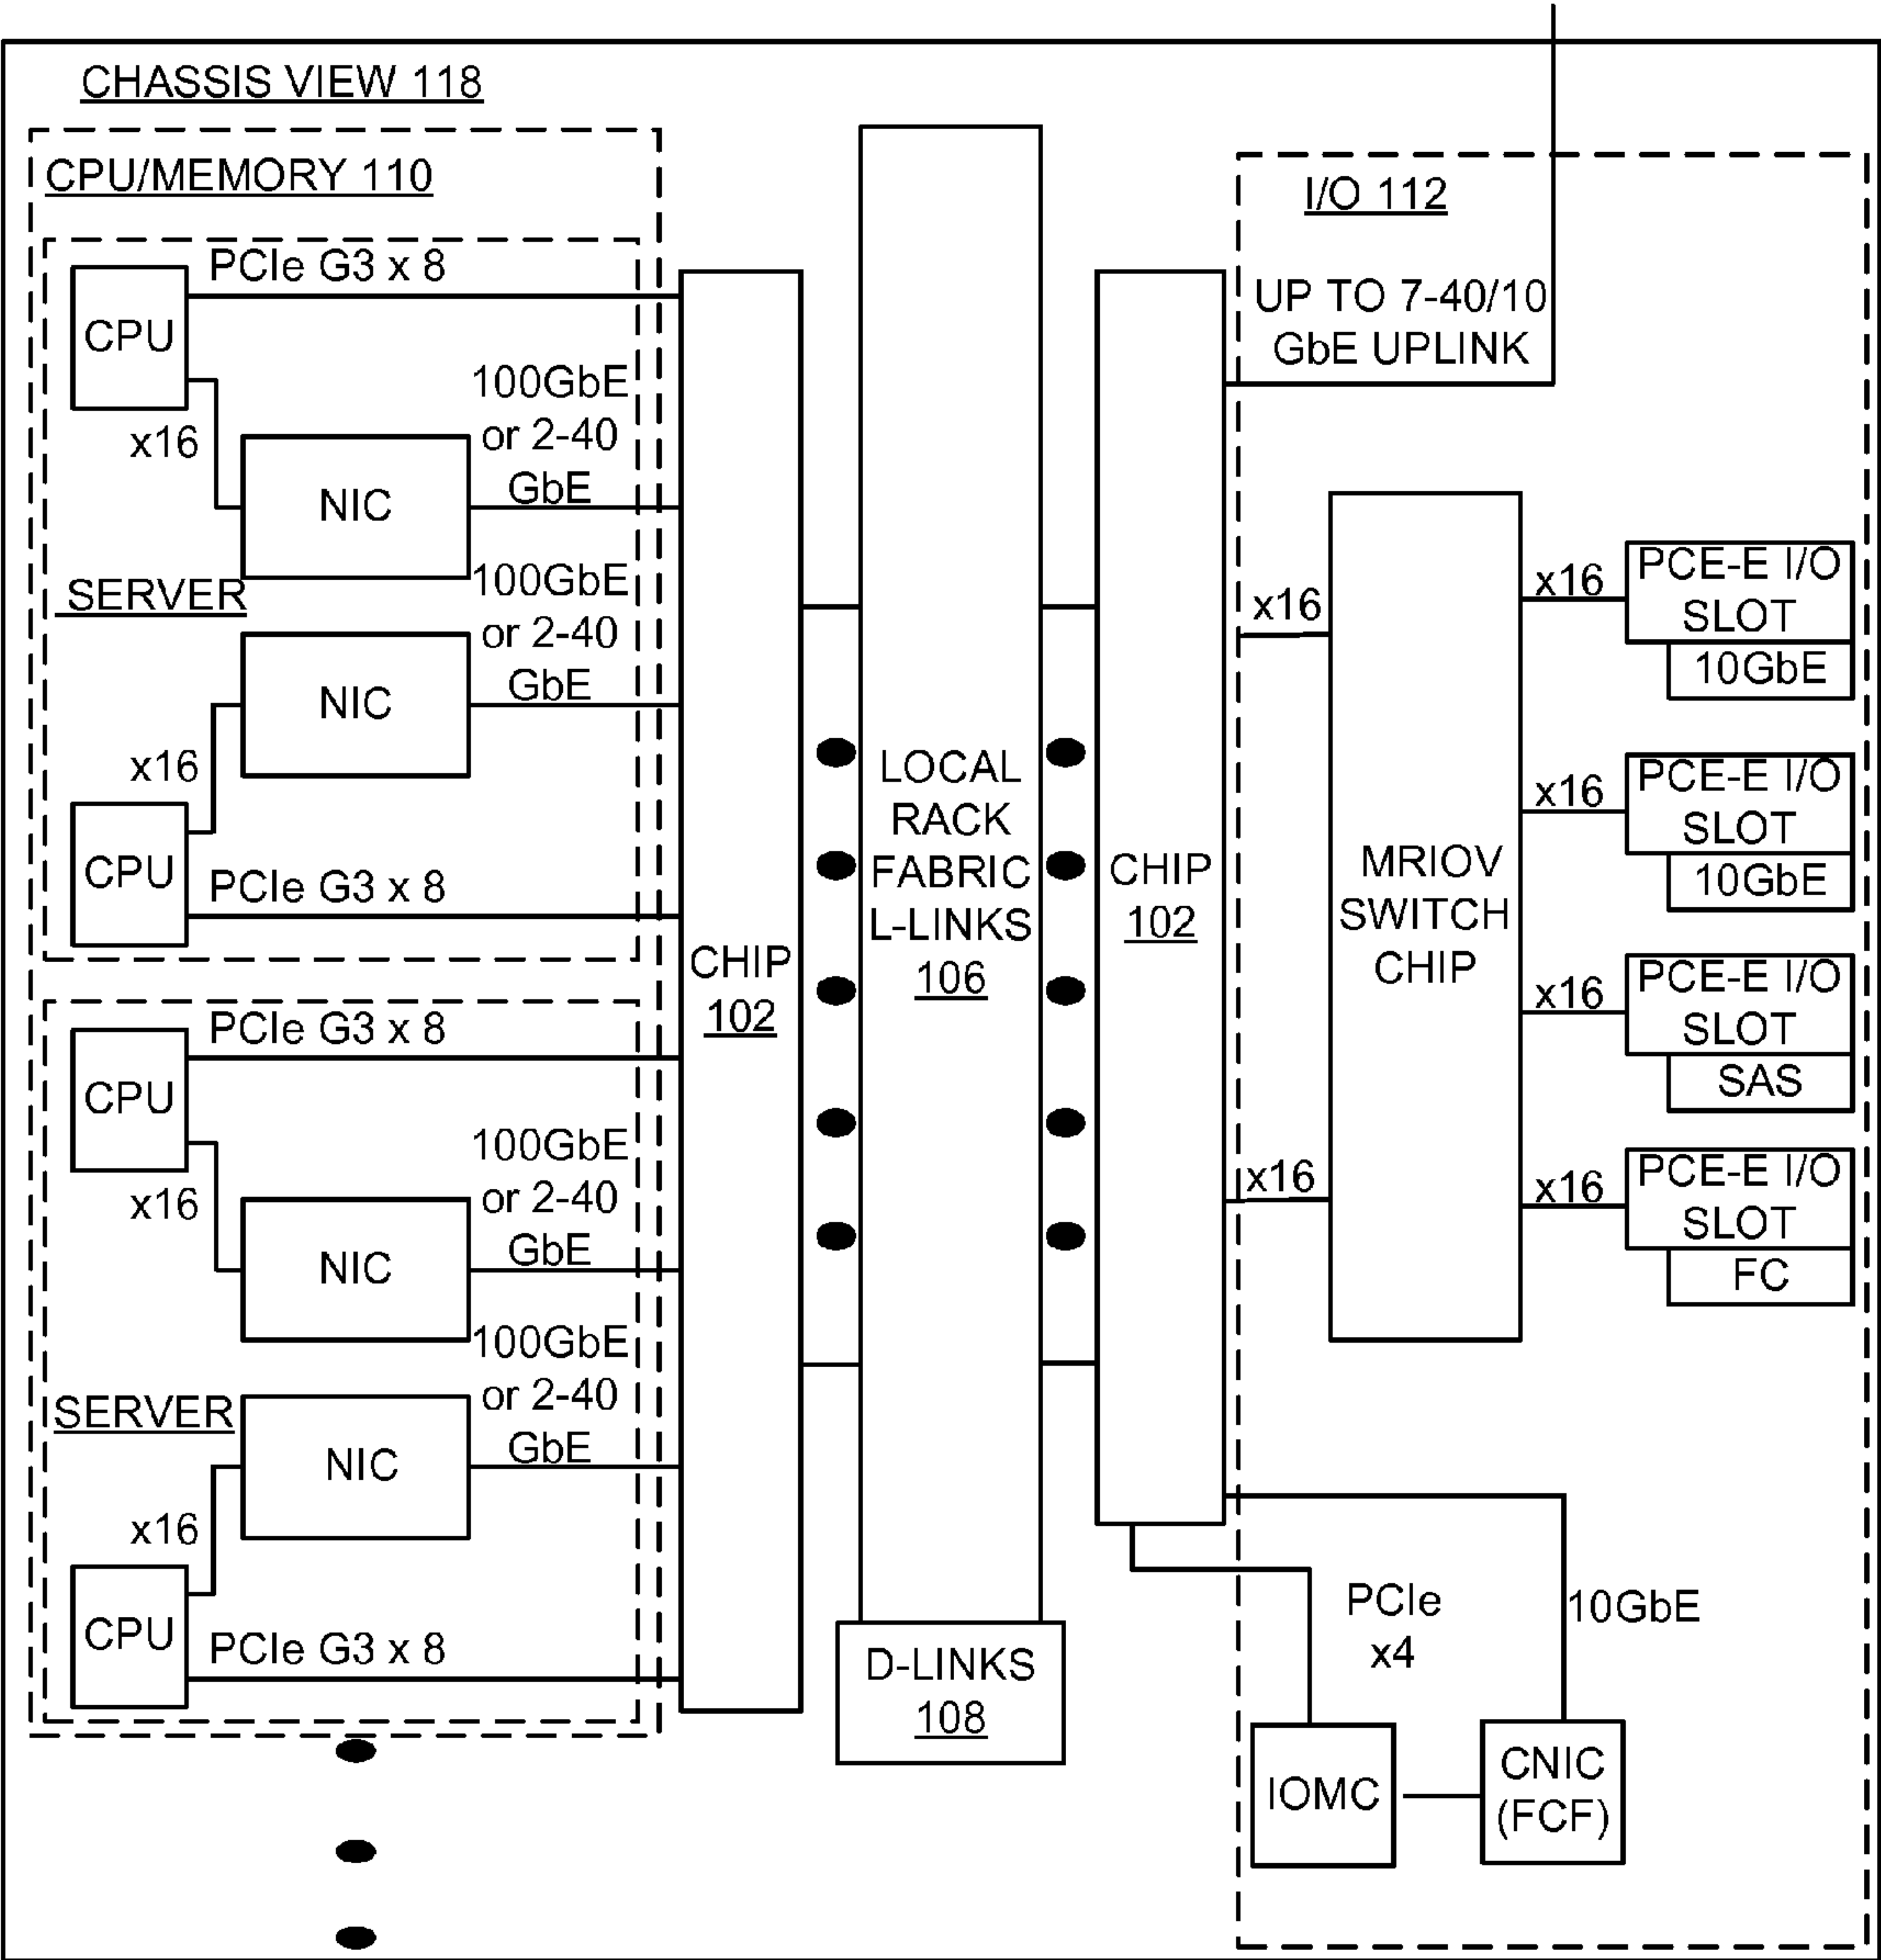 CHASSIS VIEW 118
CPU/MEMORY 110
PCIe G3 x 8
CPU
x16
NIC
100GbE
or 2-40
GbE
SERVER
100GbE
or 2-40
GbE
NIC
x16
CPU
PCIe G3 x 8
PCIe G3 x 8
CPU
x16
NIC
100GbE
or 2-40
GbE
SERVER
100GbE
or 2-40
GbE
NIC
x16
CPU
PCIe G3 x 8
CHIP
102
LOCAL
RACK
FABRIC
L-LINKS
106
D-LINKS
108
CHIP
102
I/O 112
UP TO 7-40/10
GbE UPLINK
x16
x16
MRIOV
SWITCH
CHIP
x16
PCE-E I/O
SLOT
10GbE
x16
PCE-E I/O
SLOT
10GbE
x16
PCE-E I/O
SLOT
SAS
x16
PCE-E I/O
SLOT
FC
PCIe
x4
10GbE
IOMC
CNIC
(FCF)